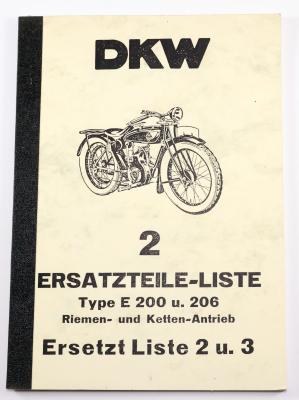 DKW
2
ERSATZTEILE-LISTE
Type E 200 u. 206
Riemen- und Ketten-Antrieb
Ersetzt Liste 2 u. 3